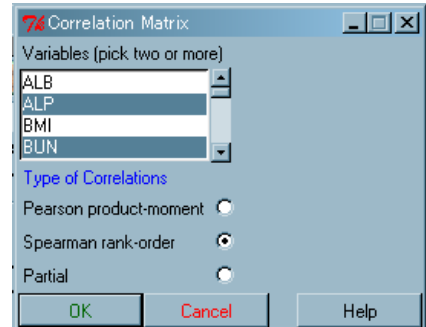 Correlation Matrix
Variables (pick two or more)
ALB
ALP
BMI
BUN
Type of Correlations
Pearson product-moment
Spearman rank-order
Partial
OK Cancel Help